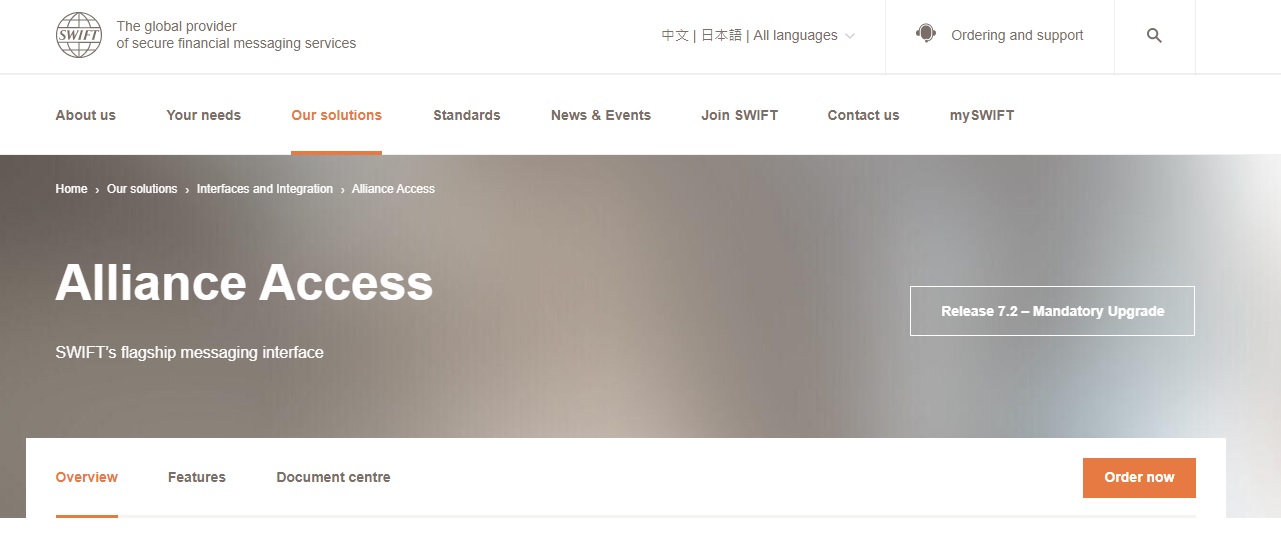 SWIFT
The global provider
of secure financial messaging services
中文 | 日本語 | All languages
Ordering and support
About us
Your needs
Our solutions
Standards
News & Events
Join SWIFT
Contact us
mySWIFT
Home › Our solutions › Interfaces and Integration › Alliance Access
Alliance Access
SWIFT’s flagship messaging interface
Release 7.2 – Mandatory Upgrade
Overview
Features
Document centre
Order now